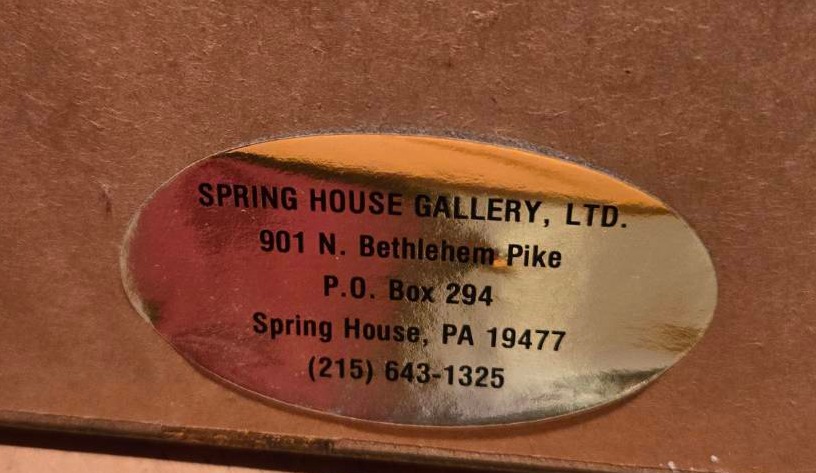 SPRING HOUSE GALLERY, LTD.
901 N. Bethlehem Pike
P.O. Box 294
Spring House, PA 19477
(215) 643-1325